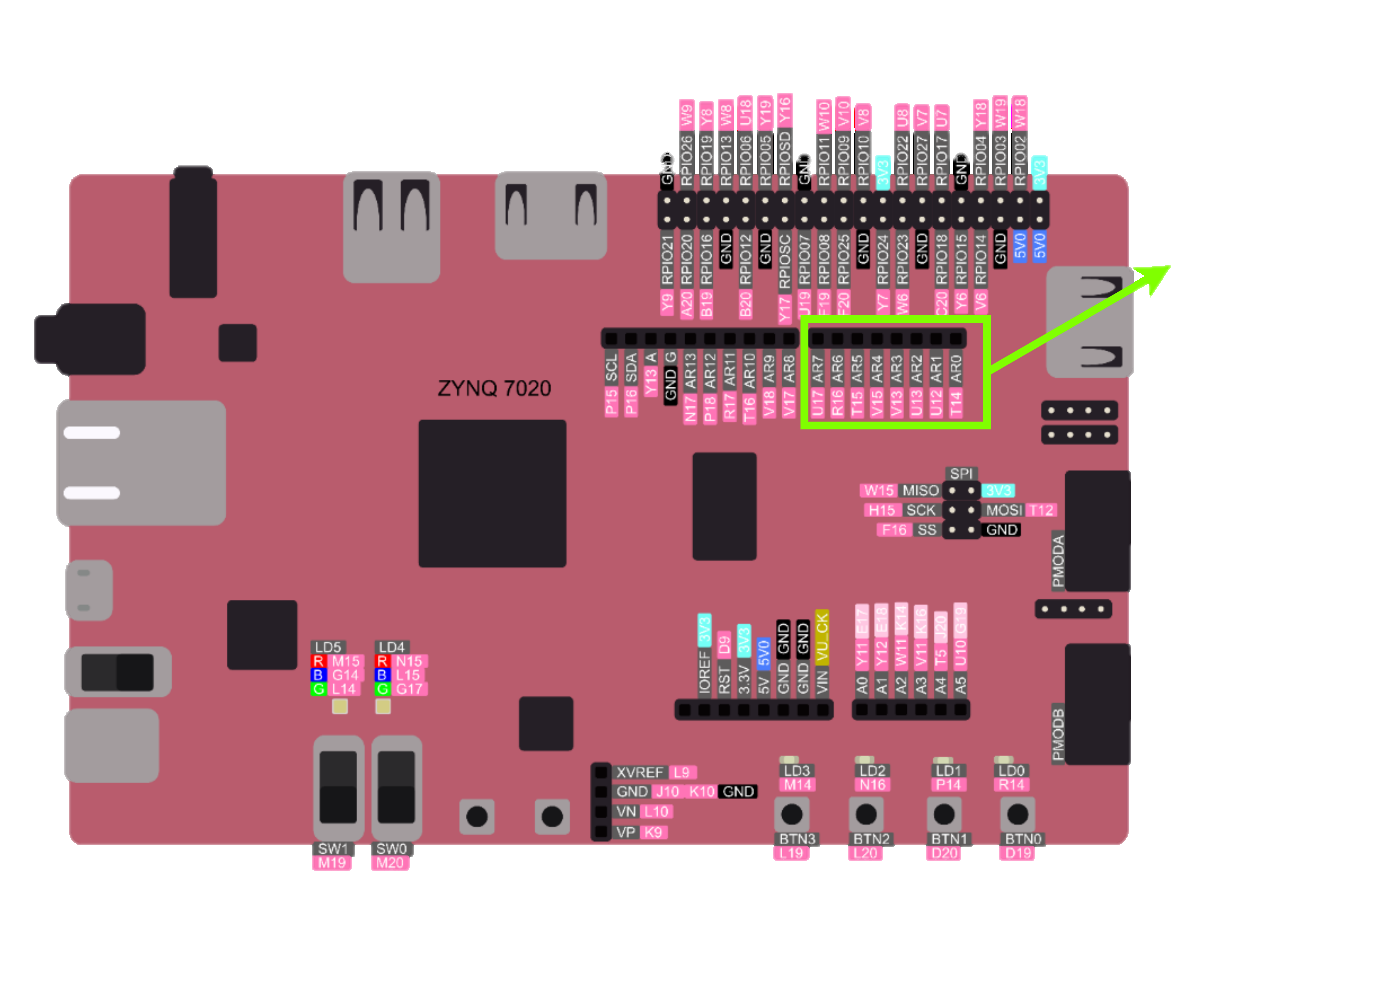 GND RPIO26 RPIO19 RPIO13 RPIO06 RPIO05 RPIOSD GND RPIO11 RPIO09 RPIO10 3V3 RPIO22 RPIO27 RPIO17 GND RPIO04 RPIO03 RPIO02 3V3
W9 Y8 W8 U18 Y19 Y16 W10 V10 V8 U8 V7 U7 Y18 W19 W18
RPIO21 RPIO20 RPIO16 GND RPIO12 GND RPIOSC RPIO07 RPIO08 RPIO25 GND RPIO24 RPIO23 GND RPIO18 RPIO15 RPIO14 GND 5V0 5V0
Y9 A20 B19 B20 Y17 U19 F19 F20 Y7 W6 C20 Y6 V6
SCL SDA A G AR13 AR12 AR11 AR10 AR9 AR8 AR7 AR6 AR5 AR4 AR3 AR2 AR1 AR0
P15 P16 Y13 GND N17 P18 R17 T16 V18 V17 U17 R16 T15 V15 V13 U13 U12 T14
ZYNQ 7020
SPI
W15 MISO 3V3
H15 SCK MOSI T12
F16 SS GND
PMODA
3V3 D9 3V3 5V0 GND GND VU_CK
IOREF RST 3.3V 5V GND GND VIN
E17 E18 K14 K16 J20 G19
Y11 Y12 W11 V11 T5 U10
A0 A1 A2 A3 A4 A5
PMODB
LD5 LD4
R M15 R N15
B G14 B L15
G L14 G G17
XVREF L9
GND J10 K10 GND
VN L10
VP K9
LD3 LD2 LD1 LD0
M14 N16 P14 R14
BTN3 BTN2 BTN1 BTN0
L19 L20 D20 D19
SW1 SW0
M19 M20